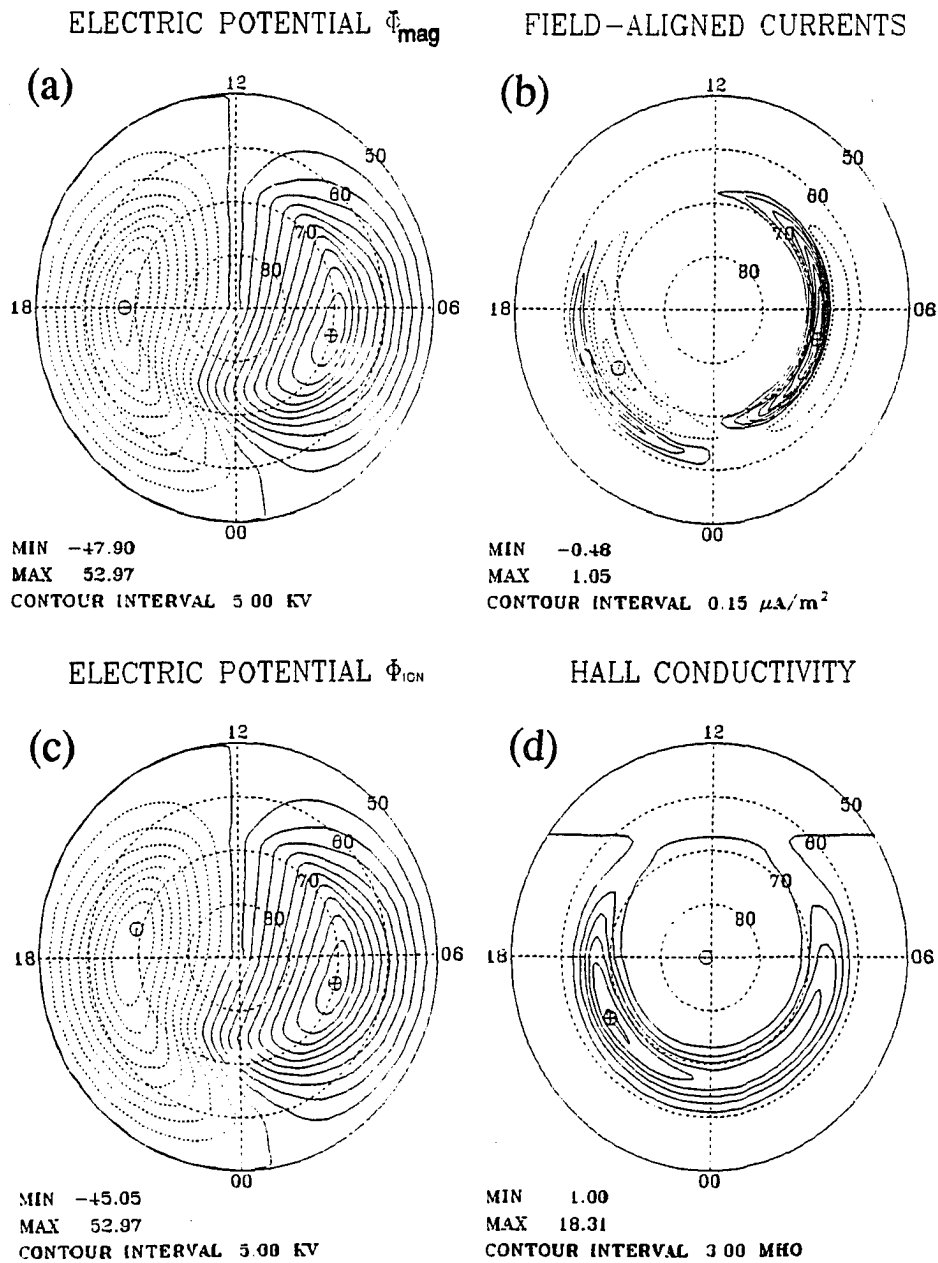 ELECTRIC POTENTIAL Φmag
FIELD-ALIGNED CURRENTS
(a)
12
50
60
70
80
18
06
00
MIN -47.90
MAX 52.97
CONTOUR INTERVAL 5 00 KV
(b)
12
50
60
70
80
18
06
00
MIN -0.48
MAX 1.05
CONTOUR INTERVAL 0.15 μA/m²
ELECTRIC POTENTIAL Φ
HALL CONDUCTIVITY
(c)
12
50
60
70
80
18
06
00
MIN -45.05
MAX 52.97
CONTOUR INTERVAL 5.00 KV
(d)
12
50
60
70
80
18
06
00
MIN 1.00
MAX 18.31
CONTOUR INTERVAL 3 00 MHO